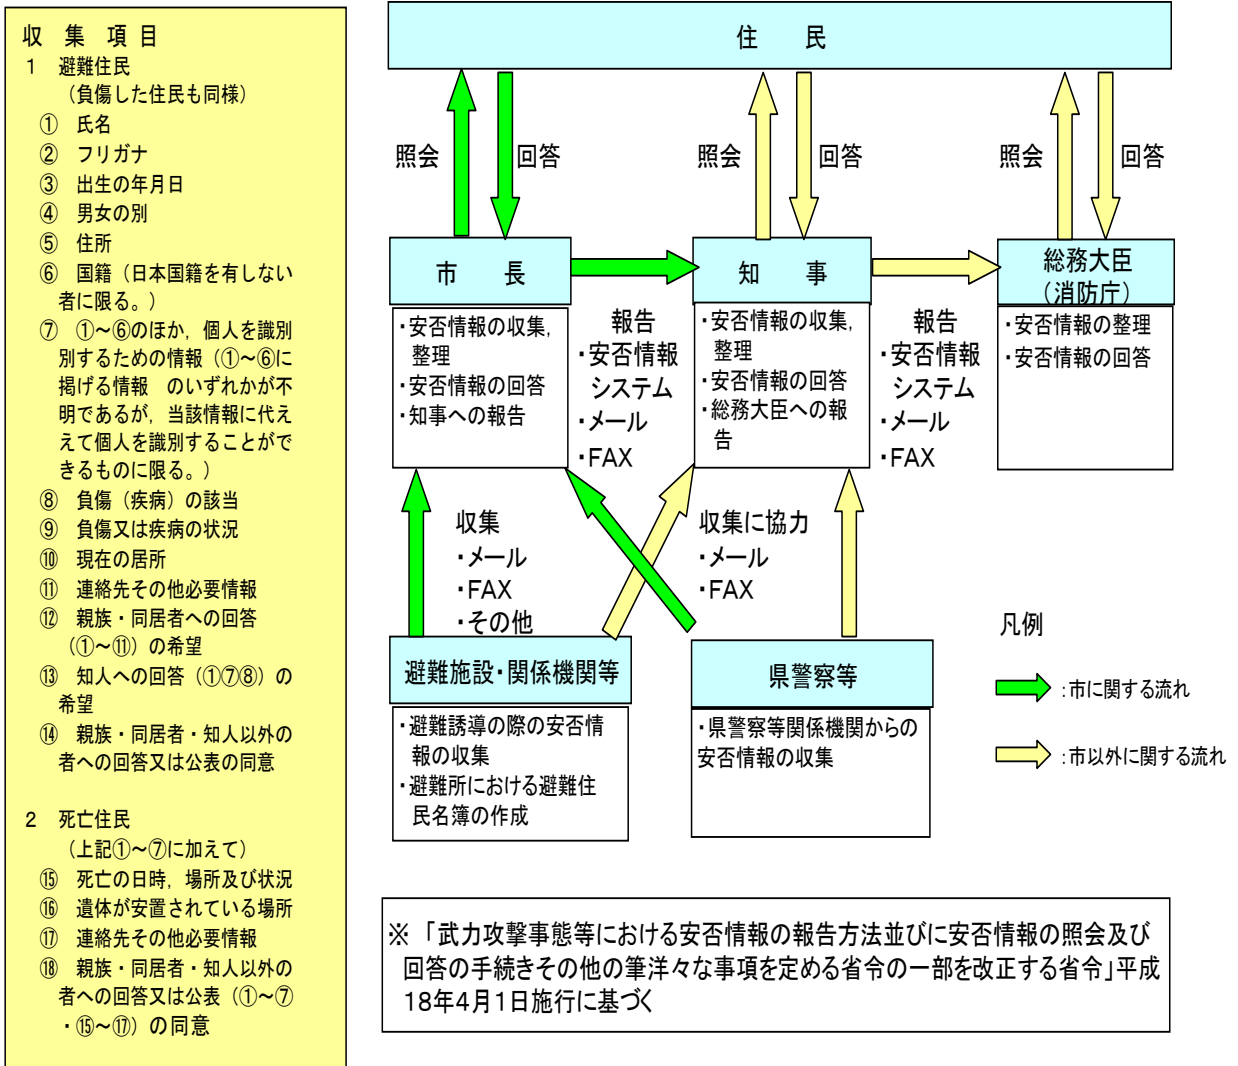 収 集 項 目
1 避難住民
（負傷した住民も同様）
① 氏名
② フリガナ
③ 出生の年月日
④ 男女の別
⑤ 住所
⑥ 国籍（日本国籍を有しない
者に限る。）
⑦ ①～⑥のほか，個人を識別
別するための情報（①～⑥に
掲げる情報 のいずれかが不
明であるが，当該情報に代え
えて個人を識別することがで
きるものに限る。）
⑧ 負傷（疾病）の該当
⑨ 負傷又は疾病の状況
⑩ 現在の居所
⑪ 連絡先その他必要情報
⑫ 親族・同居者への回答
（①～⑪）の希望
⑬ 知人への回答（①⑦⑧）の
希望
⑭ 親族・同居者・知人以外の
者への回答又は公表の同意
2 死亡住民
（上記①～⑦に加えて）
⑮ 死亡の日時，場所及び状況
⑯ 遺体が安置されている場所
⑰ 連絡先その他必要情報
⑱ 親族・同居者・知人以外の
者への回答又は公表（①～⑦
・⑮～⑰）の同意
住 民
照会
回答
照会
回答
照会
回答
市 長
・安否情報の収集，
整理
・安否情報の回答
・知事への報告
報告
・安否情報
システム
・メール
・FAX
知 事
・安否情報の収集，
整理
・安否情報の回答
・総務大臣への報
告
報告
・安否情報
システム
・メール
・FAX
総務大臣
（消防庁）
・安否情報の整理
・安否情報の回答
収集
・メール
・FAX
・その他
収集に協力
・メール
・FAX
避難施設・関係機関等
・避難誘導の際の安否情
報の収集
・避難所における避難住
民名簿の作成
県警察等
・県警察等関係機関からの
安否情報の収集
凡例
：市に関する流れ
：市以外に関する流れ
※「武力攻撃事態等における安否情報の報告方法並びに安否情報の照会及び
回答の手続きその他の筆洋々な事項を定める省令の一部を改正する省令」平成
18年4月1日施行に基づく